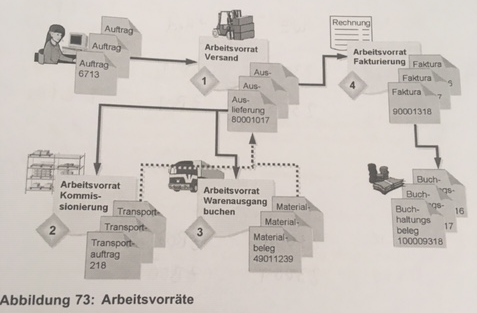 Auftrag
Auftrag
Auftrag
6713
Arbeitsvorrat
Versand
1
Aus-
Aus-
Aus-
lieferung
80001017
Rechnung
Arbeitsvorrat
Fakturierung
4
Faktura
Faktura
Faktura
90001318
Arbeitsvorrat
Kommis-
sionierung
2
Transport-
Transport-
Transport-
auftrag
218
Arbeitsvorrat
Warenausgang
buchen
3
Material-
Material-
Material-
beleg
49011239
Buch-
Buch-
Buch-
haltungs
beleg
100009318
gs-
16
17
Abbildung 73: Arbeitsvorräte